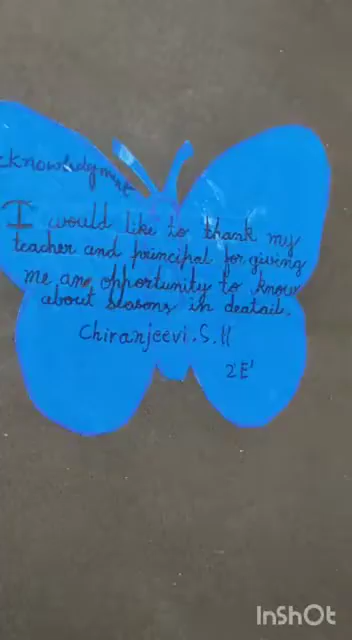 cknowledgment
I would like to thank my
teacher and principal for giving
me an opportunity to know
about seasons in deatail.
Chiranjeevi.S.H
2'E'
InShOt